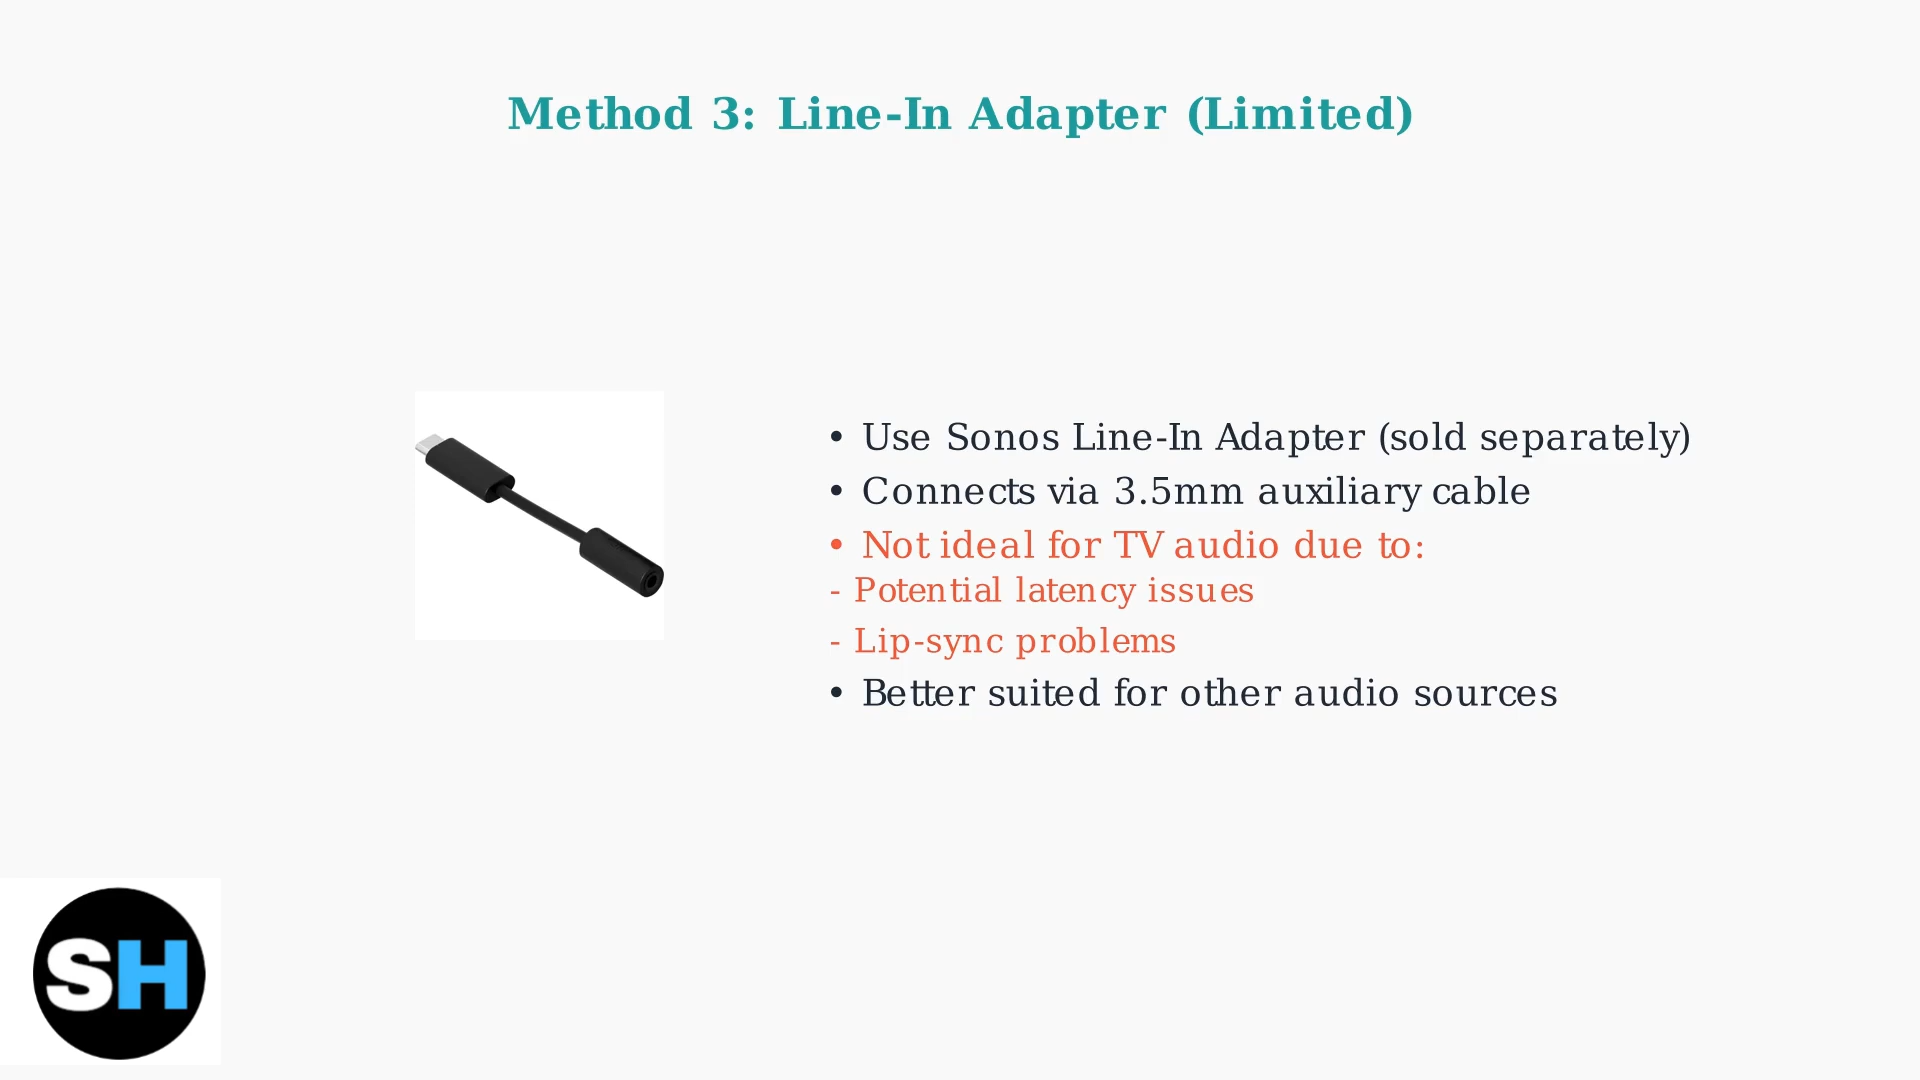 Method 3: Line-In Adapter (Limited)
• Use Sonos Line-In Adapter (sold separately)
• Connects via 3.5mm auxiliary cable
• Not ideal for TV audio due to:
- Potential latency issues
- Lip-sync problems
• Better suited for other audio sources
SH